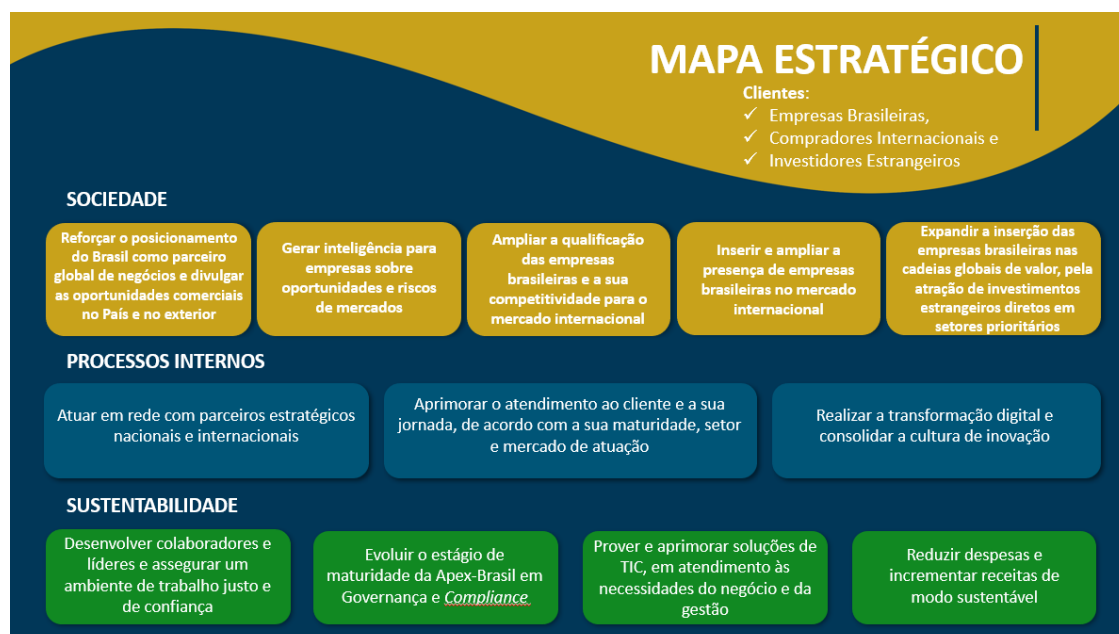 MAPA ESTRATÉGICO
Clientes:
✓ Empresas Brasileiras,
✓ Compradores Internacionais e
✓ Investidores Estrangeiros
SOCIEDADE
Reforçar o posicionamento
do Brasil como parceiro
global de negócios e divulgar
as oportunidades comerciais
no País e no exterior
Gerar inteligência para
empresas sobre
oportunidades e riscos
de mercados
Ampliar a qualificação
das empresas
brasileiras e a sua
competitividade para o
mercado internacional
Inserir e ampliar a
presença de empresas
brasileiras no mercado
internacional
Expandir a inserção das
empresas brasileiras nas
cadeias globais de valor, pela
atração de investimentos
estrangeiros diretos em
setores prioritários
PROCESSOS INTERNOS
Atuar em rede com parceiros estratégicos
nacionais e internacionais
Aprimorar o atendimento ao cliente e a sua
jornada, de acordo com a sua maturidade, setor
e mercado de atuação
Realizar a transformação digital e
consolidar a cultura de inovação
SUSTENTABILIDADE
Desenvolver colaboradores e
líderes e assegurar um
ambiente de trabalho justo e
de confiança
Evoluir o estágio de
maturidade da Apex-Brasil em
Governança e Compliance
Prover e aprimorar soluções de
TIC, em atendimento às
necessidades do negócio e da
gestão
Reduzir despesas e
incrementar receitas de
modo sustentável